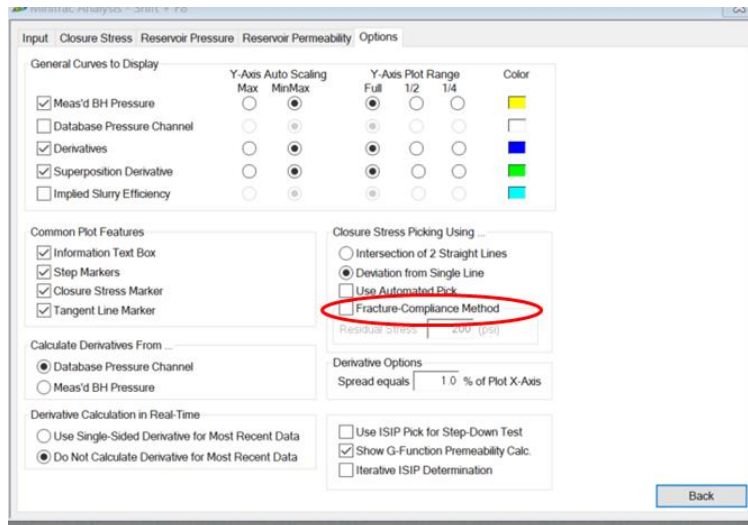 Minifrac Analysis - Shift + F8
Input Closure Stress Reservoir Pressure Reservoir Permeability Options
General Curves to Display
Y-Axis Auto Scaling Y-Axis Plot Range Color
Max MinMax Full 1/2 1/4
Meas'd BH Pressure
Database Pressure Channel
Derivatives
Superposition Derivative
Implied Slurry Efficiency
Common Plot Features
Information Text Box
Step Markers
Closure Stress Marker
Tangent Line Marker
Closure Stress Picking Using ...
Intersection of 2 Straight Lines
Deviation from Single Line
Use Automated Pick
Fracture-Compliance Method
Residual Stress 200 (psi)
Calculate Derivatives From ...
Database Pressure Channel
Meas'd BH Pressure
Derivative Options
Spread equals 1.0 % of Plot X-Axis
Derivative Calculation in Real-Time
Use Single-Sided Derivative for Most Recent Data
Do Not Calculate Derivative for Most Recent Data
Use ISIP Pick for Step-Down Test
Show G-Function Premeability Calc.
Iterative ISIP Determination
Back